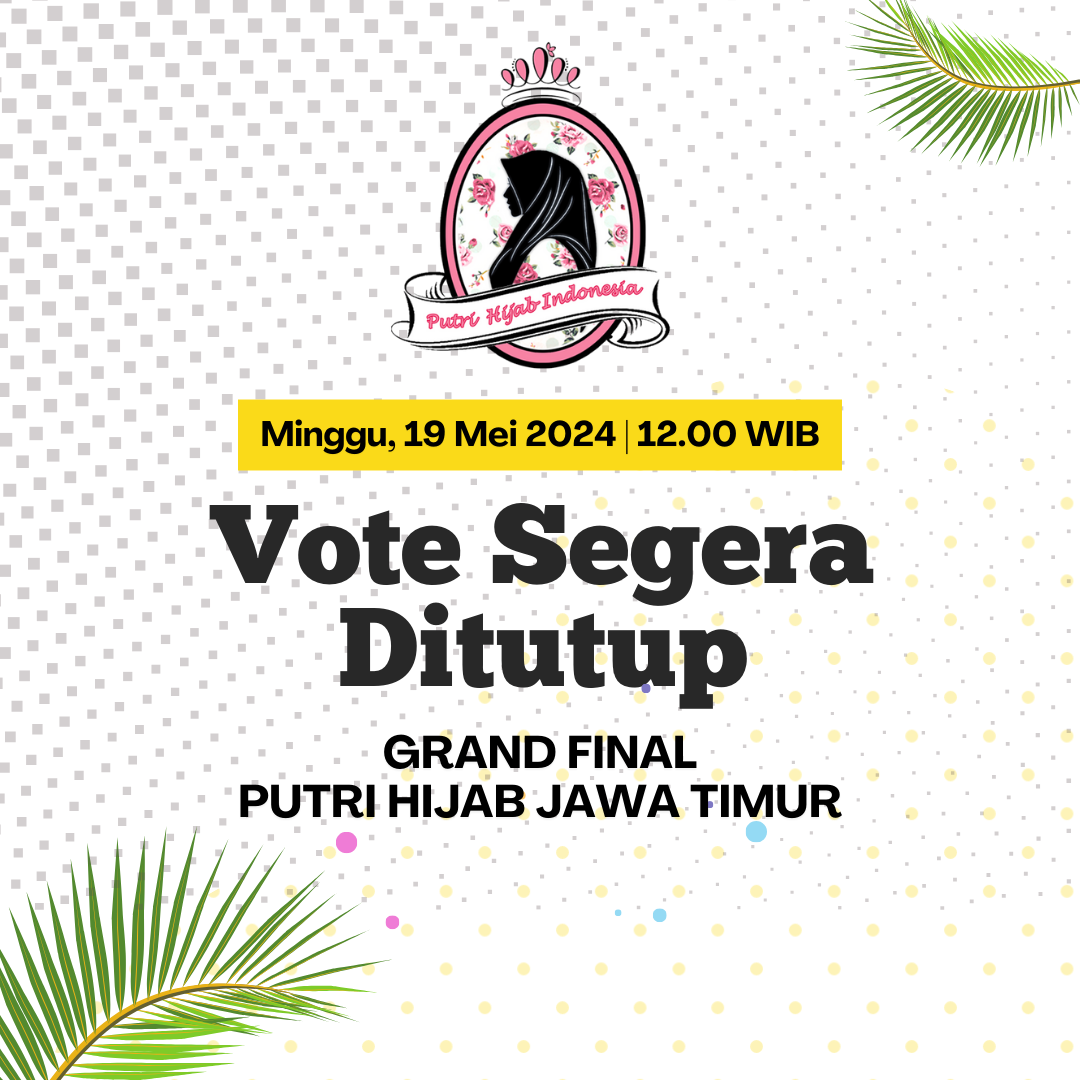 Putri Hijab Indonesia
Minggu, 19 Mei 2024 | 12.00 WIB
Vote Segera
Ditutup
GRAND FINAL
PUTRI HIJAB JAWA TIMUR